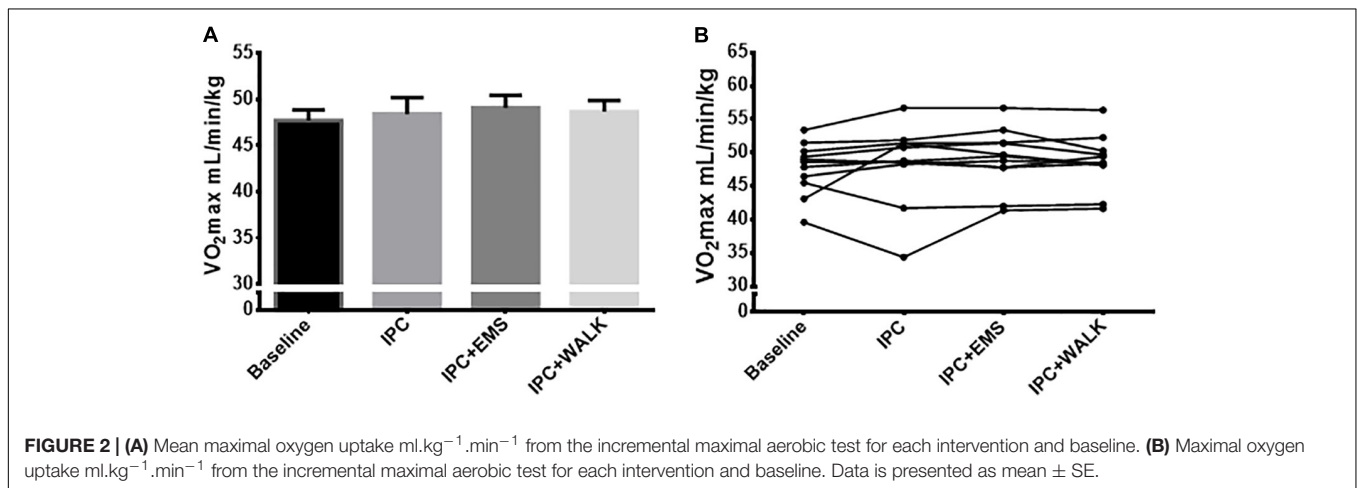 A
B
55
50
45
40
35
30
0
VO₂max mL/min/kg
Baseline
IPC
IPC+EMS
IPC+WALK
65
60
55
50
45
40
35
30
0
VO₂max mL/min/kg
Baseline
IPC
IPC+EMS
IPC+WALK
FIGURE 2 | (A) Mean maximal oxygen uptake ml.kg⁻¹.min⁻¹ from the incremental maximal aerobic test for each intervention and baseline. (B) Maximal oxygen
uptake ml.kg⁻¹.min⁻¹ from the incremental maximal aerobic test for each intervention and baseline. Data is presented as mean ± SE.